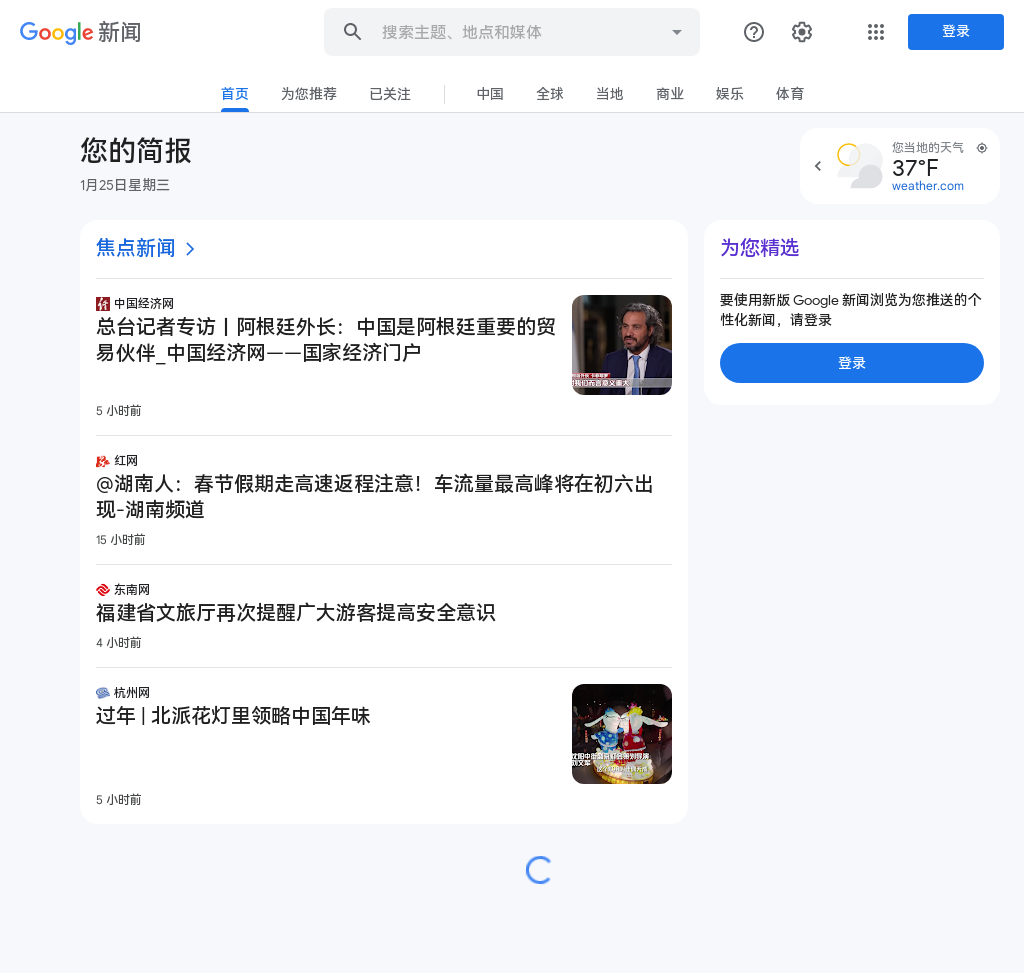 Google 新闻
搜索主题、地点和媒体
登录
首页 为您推荐 已关注 中国 全球 当地 商业 娱乐 体育
您的简报
1月25日星期三
您当地的天气
37°F
weather.com
焦点新闻
中国经济网
总台记者专访丨阿根廷外长：中国是阿根廷重要的贸
易伙伴_中国经济网——国家经济门户
5 小时前
红网
@湖南人：春节假期走高速返程注意！车流量最高峰将在初六出
现-湖南频道
15 小时前
东南网
福建省文旅厅再次提醒广大游客提高安全意识
4 小时前
杭州网
过年 | 北派花灯里领略中国年味
5 小时前
为您精选
要使用新版 Google 新闻浏览为您推送的个
性化新闻，请登录
登录